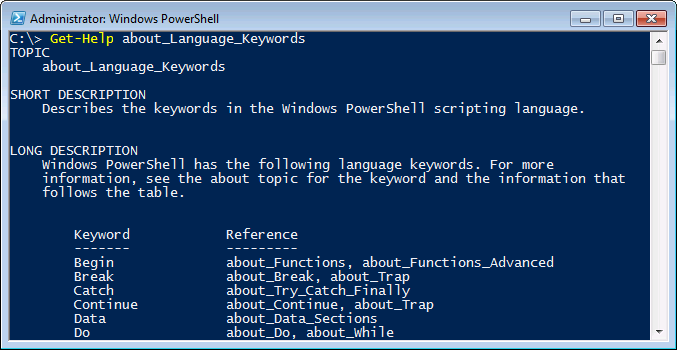 Administrator: Windows PowerShell
C:\> Get-Help about_Language_Keywords
TOPIC
    about_Language_Keywords

SHORT DESCRIPTION
    Describes the keywords in the Windows PowerShell scripting language.


LONG DESCRIPTION
    Windows PowerShell has the following language keywords. For more
    information, see the about topic for the keyword and the information that
    follows the table.


        Keyword            Reference
        -------            ---------
        Begin              about_Functions, about_Functions_Advanced
        Break              about_Break, about_Trap
        Catch              about_Try_Catch_Finally
        Continue           about_Continue, about_Trap
        Data               about_Data_Sections
        Do                 about_Do, about_While